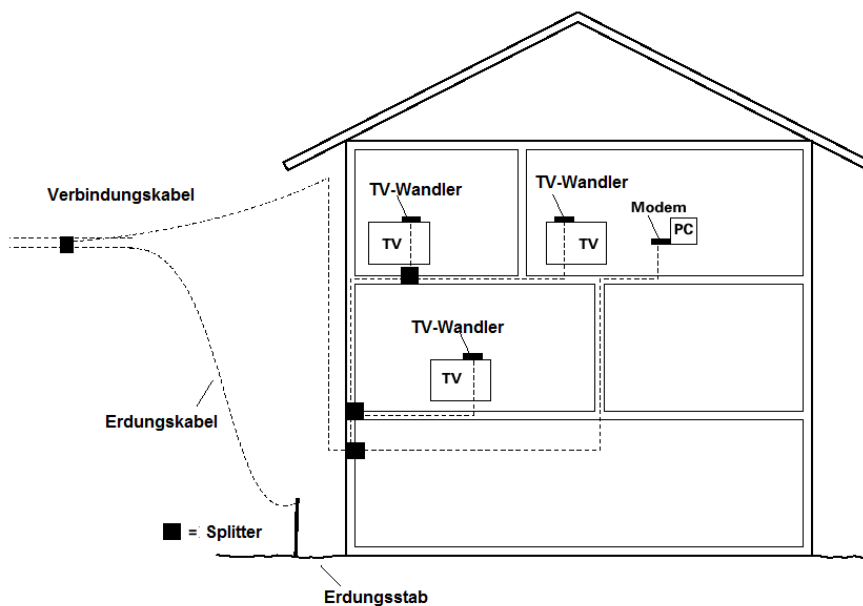 Verbindungskabel
TV-Wandler
TV-Wandler
Modem
TV
TV
PC
TV-Wandler
TV
Erdungskabel
= Splitter
Erdungsstab